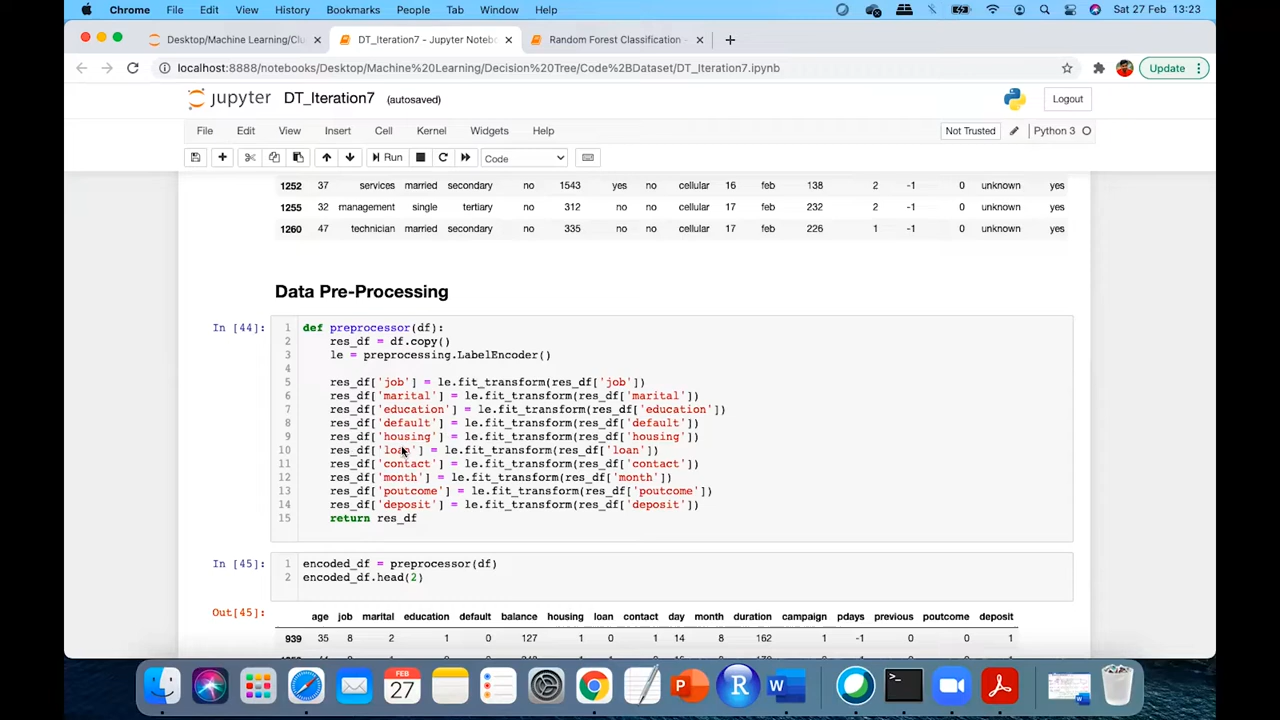 Chrome File Edit View History Bookmarks People Tab Window Help Sat 27 Feb 13:23
Desktop/Machine Learning/Clu DT_Iteration7 - Jupyter Noteb Random Forest Classification -
localhost:8888/notebooks/Desktop/Machine%20Learning/Decision%20Tree/Code%2BDataset/DT_Iteration7.ipynb Update
jupyter DT_Iteration7 (autosaved) Logout
File Edit View Insert Cell Kernel Widgets Help Not Trusted Python 3
Run Code
1252 37 services married secondary no 1543 yes no cellular 16 feb 138 2 -1 0 unknown yes
1255 32 management single tertiary no 312 no no cellular 17 feb 232 2 -1 0 unknown yes
1260 47 technician married secondary no 335 no no cellular 17 feb 226 1 -1 0 unknown yes
Data Pre-Processing
In [44]: 1 def preprocessor(df):
2 res_df = df.copy()
3 le = preprocessing.LabelEncoder()
4
5 res_df['job'] = le.fit_transform(res_df['job'])
6 res_df['marital'] = le.fit_transform(res_df['marital'])
7 res_df['education'] = le.fit_transform(res_df['education'])
8 res_df['default'] = le.fit_transform(res_df['default'])
9 res_df['housing'] = le.fit_transform(res_df['housing'])
10 res_df['loan'] = le.fit_transform(res_df['loan'])
11 res_df['contact'] = le.fit_transform(res_df['contact'])
12 res_df['month'] = le.fit_transform(res_df['month'])
13 res_df['poutcome'] = le.fit_transform(res_df['poutcome'])
14 res_df['deposit'] = le.fit_transform(res_df['deposit'])
15 return res_df
In [45]: 1 encoded_df = preprocessor(df)
2 encoded_df.head(2)
Out[45]: age job marital education default balance housing loan contact day month duration campaign pdays previous poutcome deposit
939 35 8 2 1 0 127 1 0 1 14 8 162 1 -1 0 0 1
FEB
27